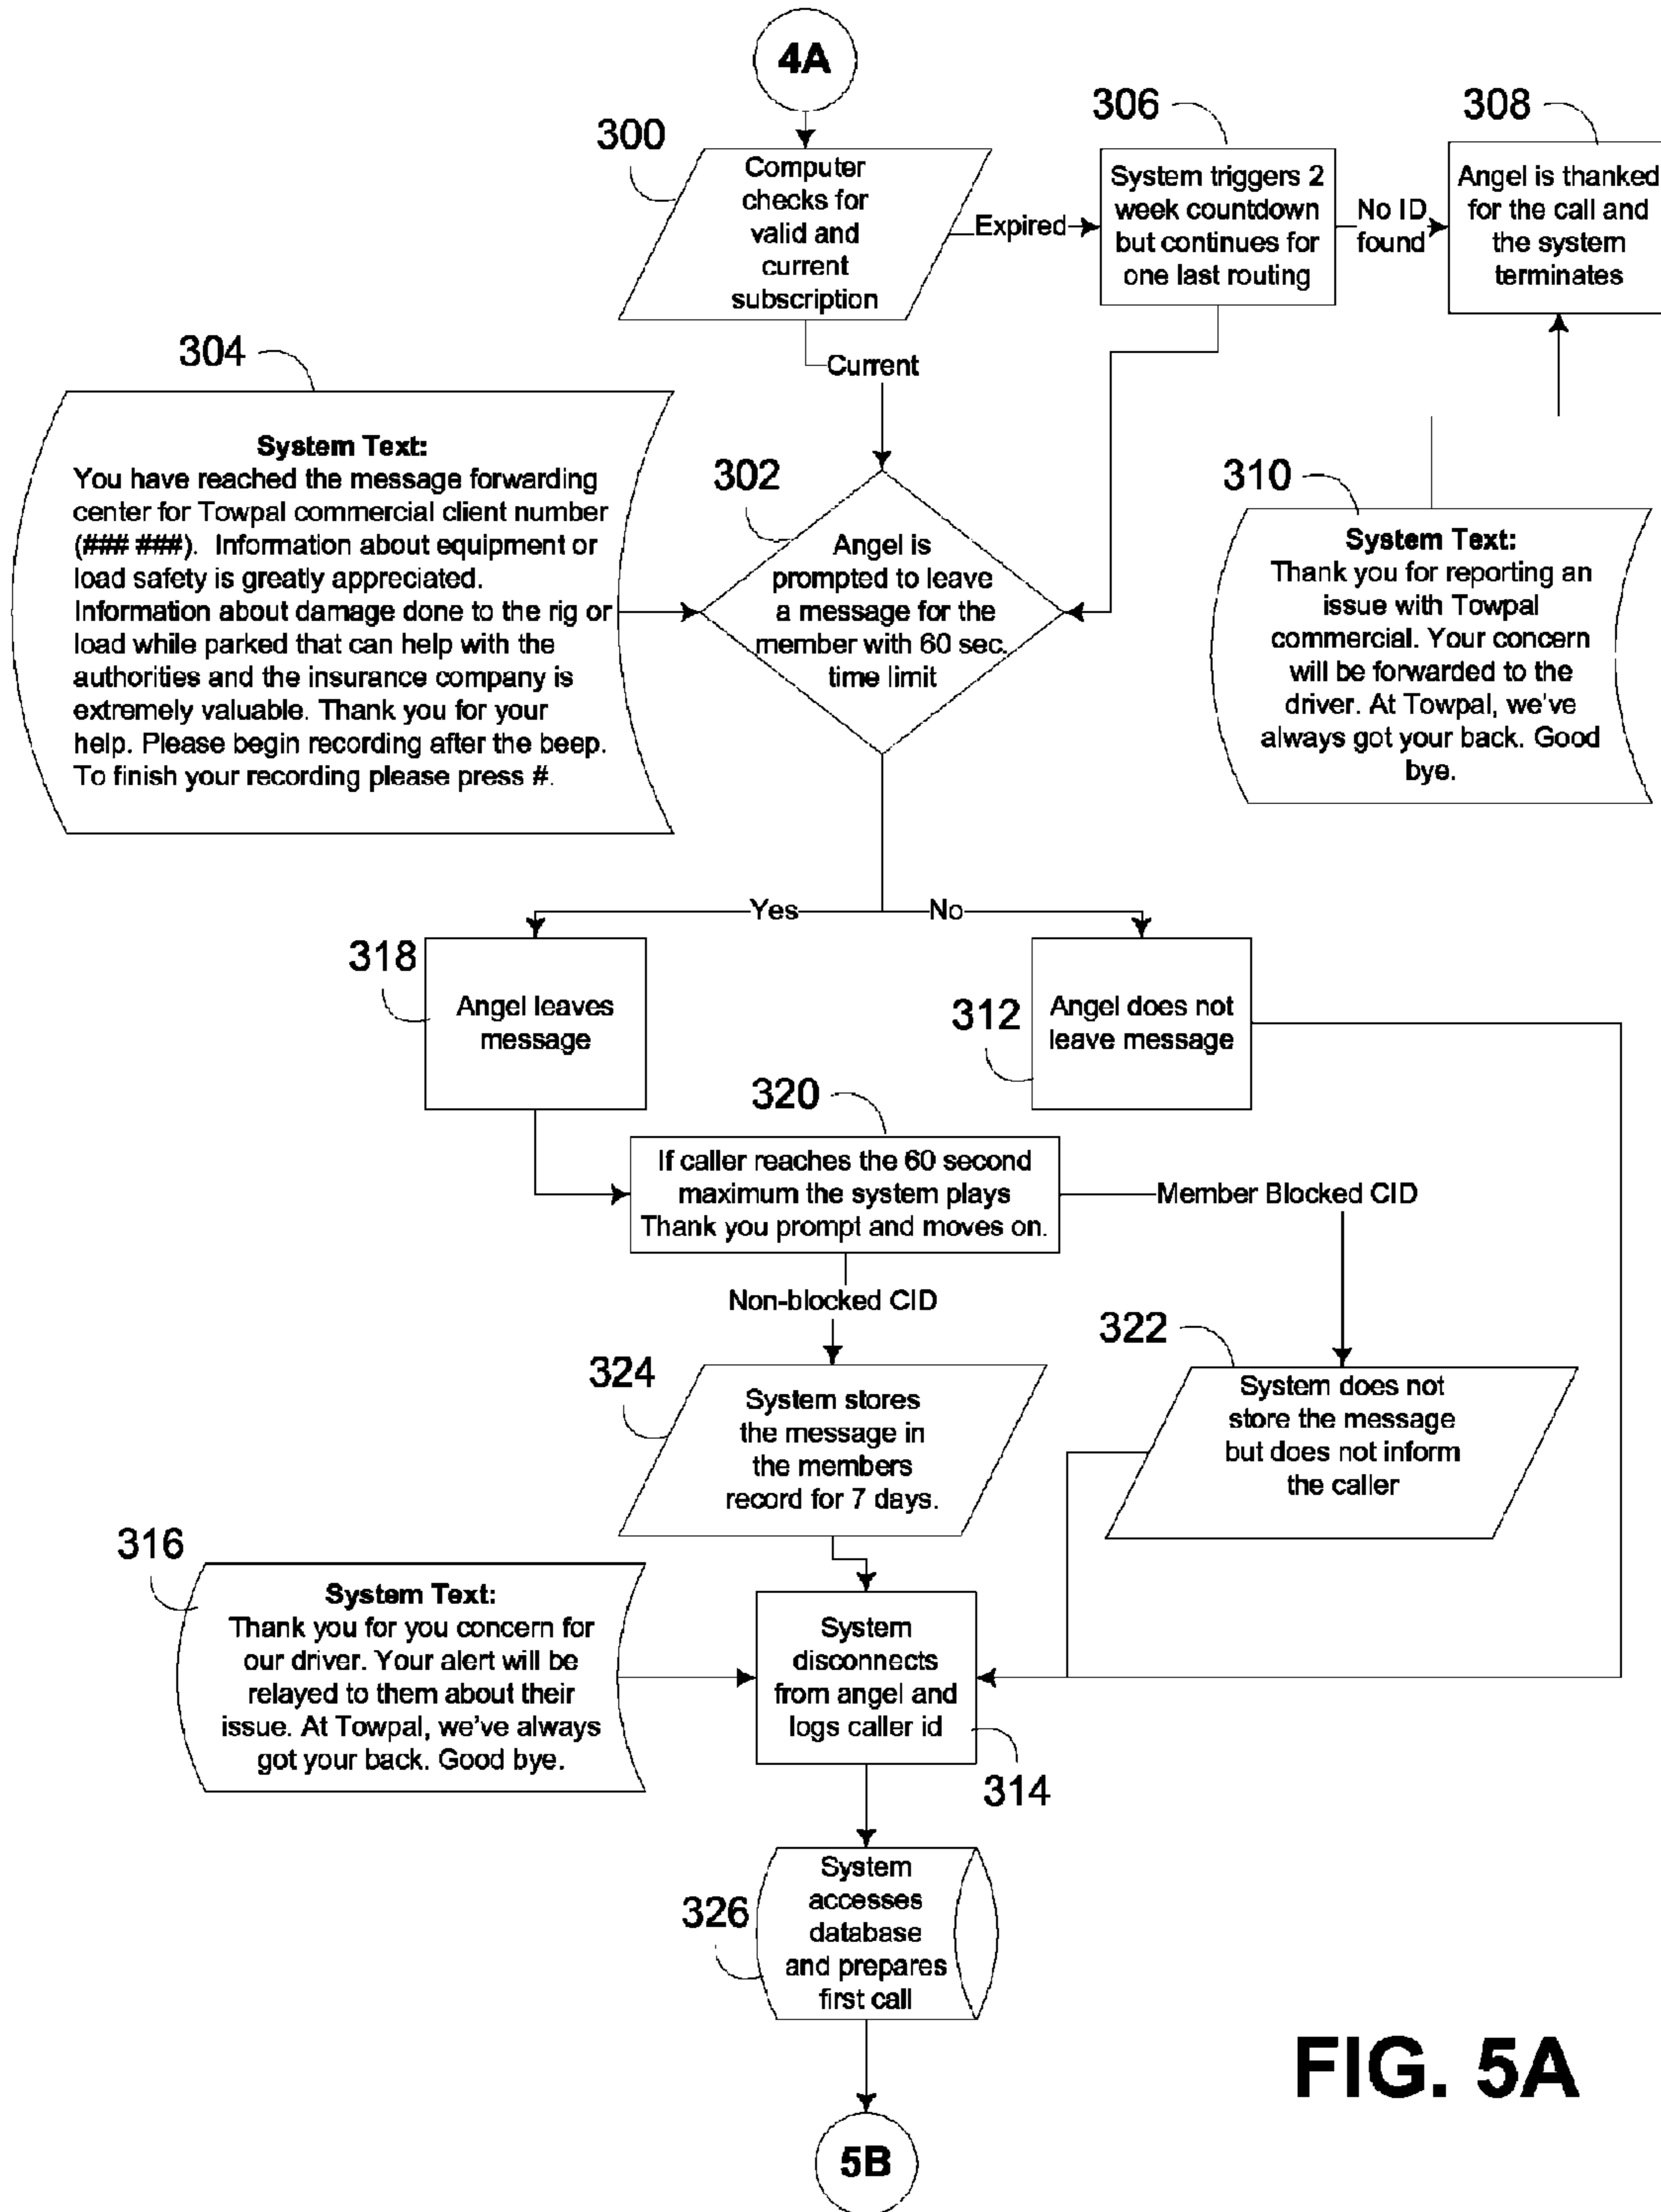 4A
300
Computer
checks for
valid and
current
subscription
Expired
306
System triggers 2
week countdown
but continues for
one last routing
No ID
found
308
Angel is thanked
for the call and
the system
terminates
Current
304
System Text:
You have reached the message forwarding
center for Towpal commercial client number
(### ###). Information about equipment or
load safety is greatly appreciated.
Information about damage done to the rig or
load while parked that can help with the
authorities and the insurance company is
extremely valuable. Thank you for your
help. Please begin recording after the beep.
To finish your recording please press #.
302
Angel is
prompted to leave
a message for the
member with 60 sec.
time limit
310
System Text:
Thank you for reporting an
issue with Towpal
commercial. Your concern
will be forwarded to the
driver. At Towpal, we've
always got your back. Good
bye.
Yes
No
318
Angel leaves
message
312
Angel does not
leave message
320
If caller reaches the 60 second
maximum the system plays
Thank you prompt and moves on.
Member Blocked CID
Non-blocked CID
324
System stores
the message in
the members
record for 7 days.
322
System does not
store the message
but does not inform
the caller
316
System Text:
Thank you for you concern for
our driver. Your alert will be
relayed to them about their
issue. At Towpal, we've always
got your back. Good bye.
System
disconnects
from angel and
logs caller id
314
326
System
accesses
database
and prepares
first call
5B
FIG. 5A